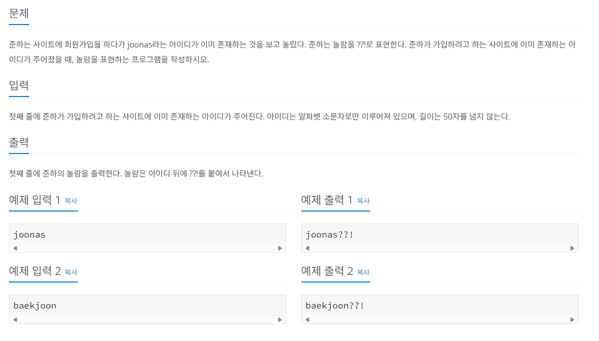 문제
준하는 사이트에 회원가입을 하다가 joonas라는 아이디가 이미 존재하는 것을 보고 놀랐다. 준하는 놀람을 ??!로 표현한다. 준하가 가입하려고 하는 사이트에 이미 존재하는 아
이디가 주어졌을 때, 놀람을 표현하는 프로그램을 작성하시오.
입력
첫째 줄에 준하가 가입하려고 하는 사이트에 이미 존재하는 아이디가 주어진다. 아이디는 알파벳 소문자로만 이루어져 있으며, 길이는 50자를 넘지 않는다.
출력
첫째 줄에 준하의 놀람을 출력한다. 놀람은 아이디 뒤에 ??!를 붙여서 나타낸다.
예제 입력 1 복사
joonas
예제 출력 1 복사
joonas??!
예제 입력 2 복사
baekjoon
예제 출력 2 복사
baekjoon??!